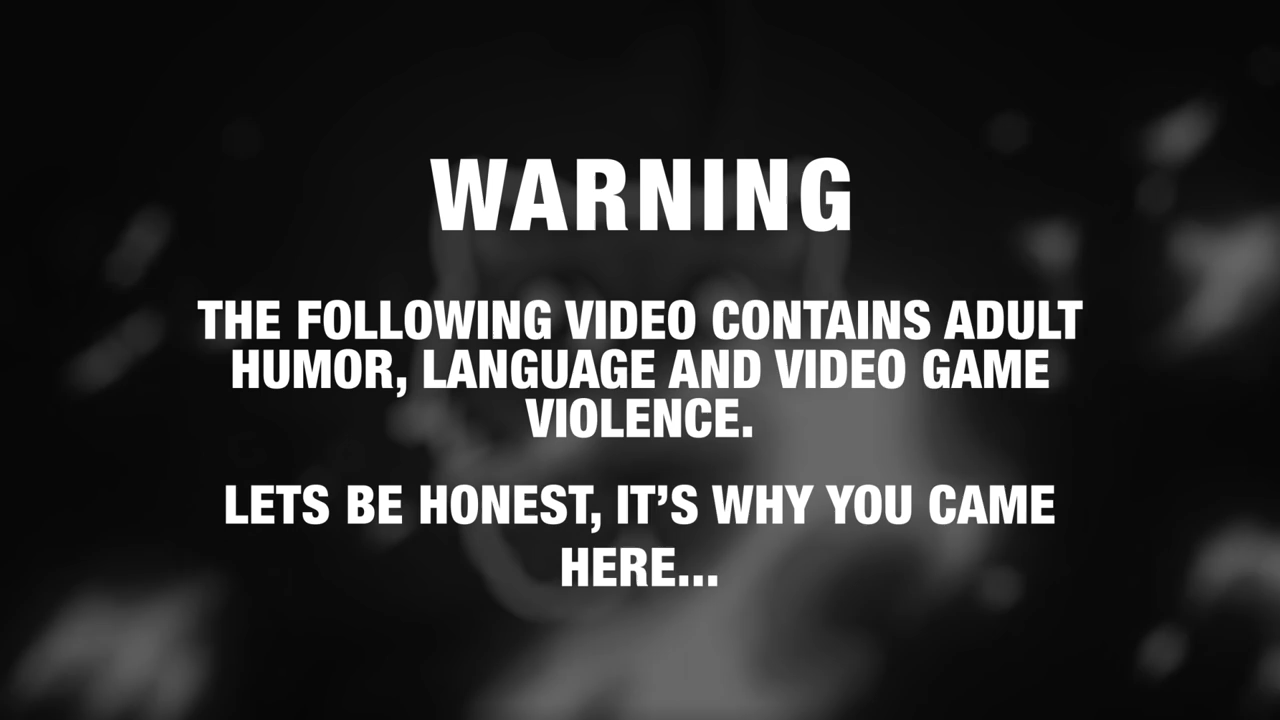 WARNING
THE FOLLOWING VIDEO CONTAINS ADULT
HUMOR, LANGUAGE AND VIDEO GAME
VIOLENCE.
LETS BE HONEST, IT’S WHY YOU CAME
HERE...